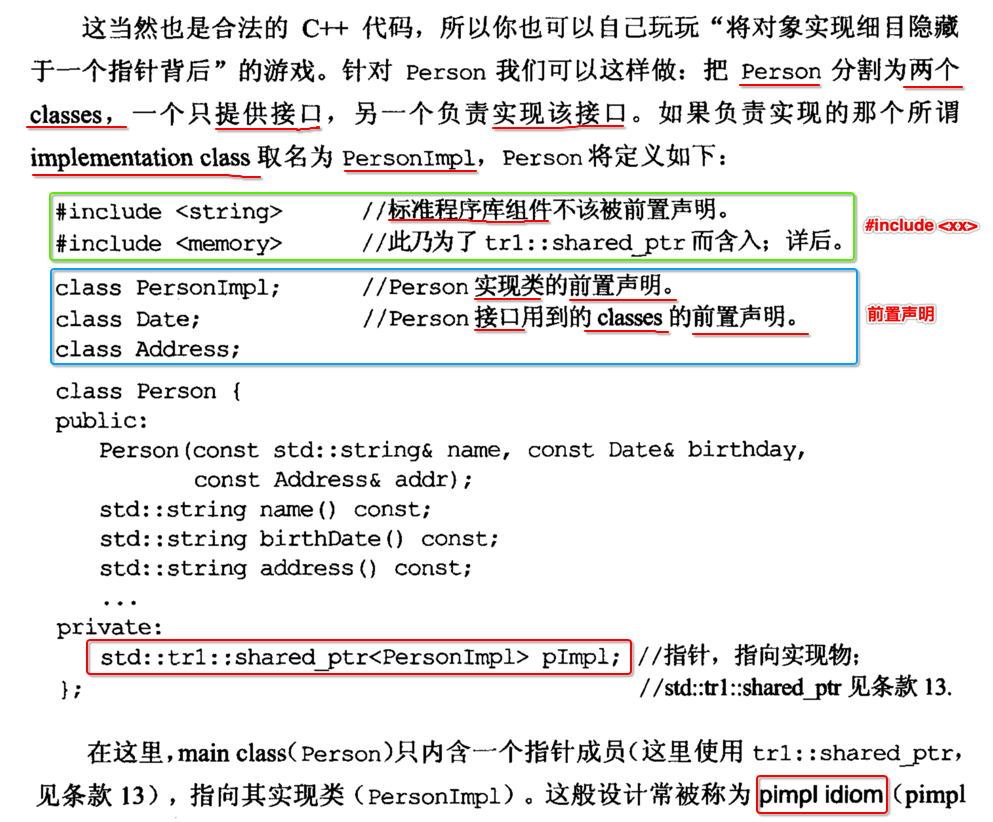 这当然也是合法的 C++ 代码，所以你也可以自己玩玩“将对象实现细目隐藏
于一个指针背后”的游戏。针对 Person 我们可以这样做：把 Person 分割为两个
classes，一个只提供接口，另一个负责实现该接口。如果负责实现的那个所谓
implementation class 取名为 PersonImpl，Person 将定义如下：
#include <string> //标准程序库组件不该被前置声明。
#include <memory> //此乃为了 tr1::shared_ptr 而含入；详后。
#include <xx>
class PersonImpl; //Person 实现类的前置声明。
class Date; //Person 接口用到的 classes 的前置声明。
前置声明
class Address;
class Person {
public:
Person(const std::string& name, const Date& birthday,
const Address& addr);
std::string name() const;
std::string birthDate() const;
std::string address() const;
...
private:
std::tr1::shared_ptr<PersonImpl> pImpl; //指针，指向实现物；
}; //std::tr1::shared_ptr 见条款 13.
在这里，main class(Person)只内含一个指针成员(这里使用 tr1::shared_ptr，
见条款 13)，指向其实现类（PersonImpl）。这般设计常被称为 pimpl idiom（pimpl